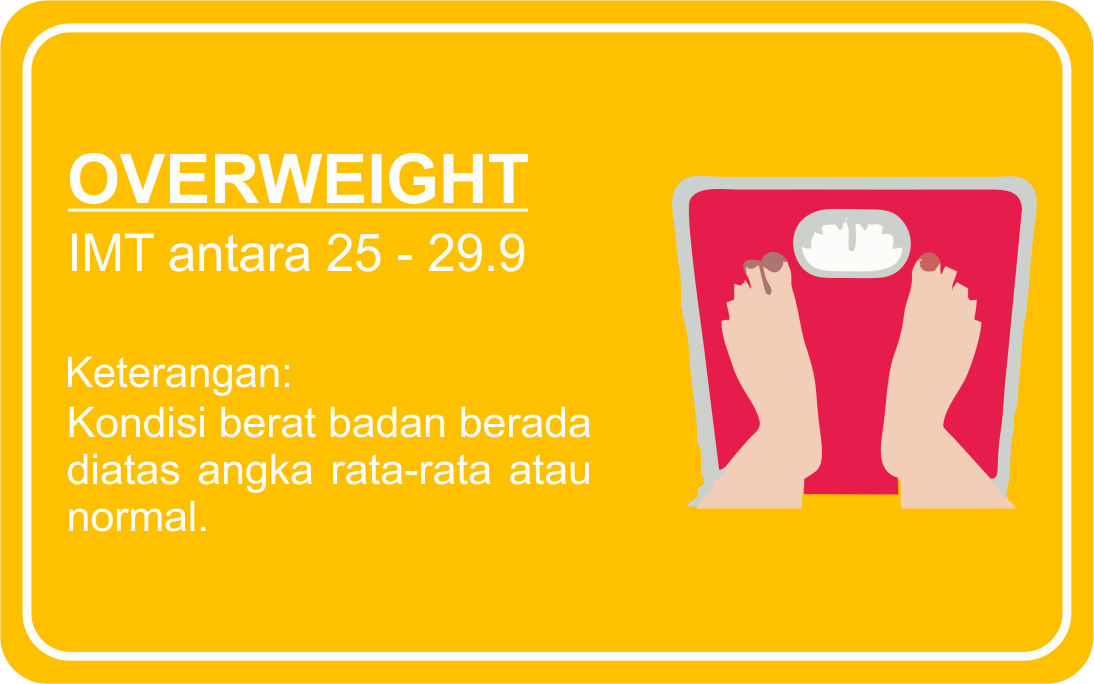 OVERWEIGHT
IMT antara 25 - 29.9
Keterangan:
Kondisi berat badan berada
diatas angka rata-rata atau
normal.